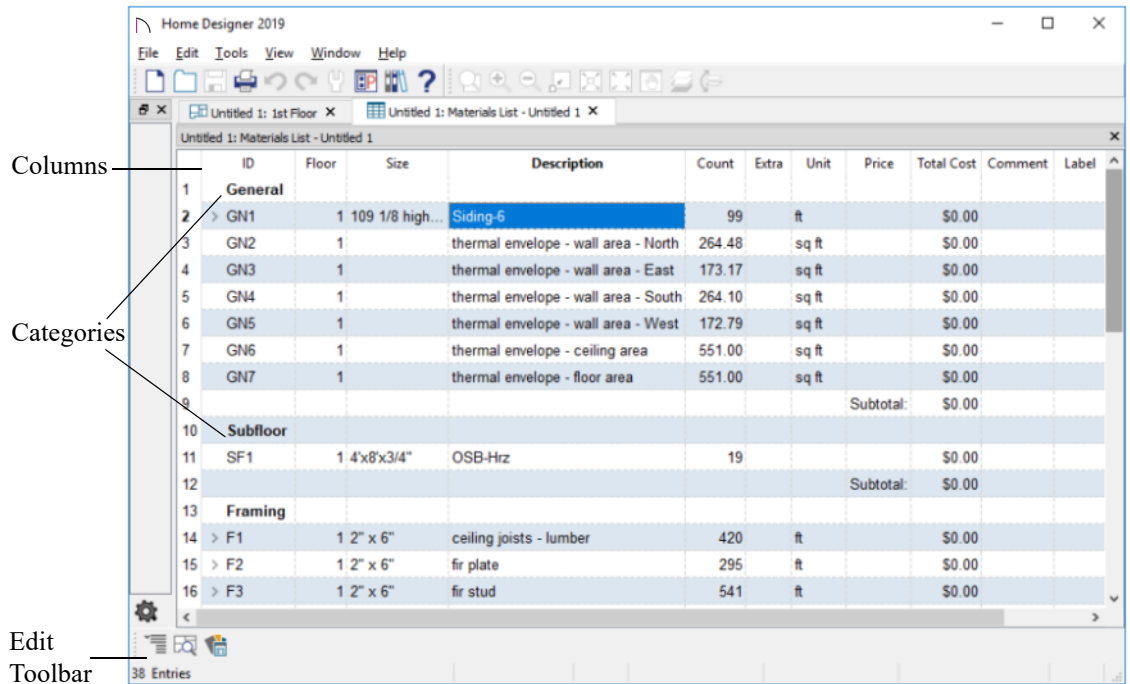 Home Designer 2019
File Edit Tools View Window Help
Untitled 1: 1st Floor Untitled 1: Materials List - Untitled 1
Untitled 1: Materials List - Untitled 1
Columns
ID Floor Size Description Count Extra Unit Price Total Cost Comment Label
1 General
2 > GN1 1 109 1/8 high... Siding-6 99 ft $0.00
3 GN2 1 thermal envelope - wall area - North 264.48 sq ft $0.00
4 GN3 1 thermal envelope - wall area - East 173.17 sq ft $0.00
5 GN4 1 thermal envelope - wall area - South 264.10 sq ft $0.00
Categories
6 GN5 1 thermal envelope - wall area - West 172.79 sq ft $0.00
7 GN6 1 thermal envelope - ceiling area 551.00 sq ft $0.00
8 GN7 1 thermal envelope - floor area 551.00 sq ft $0.00
9 Subtotal: $0.00
10 Subfloor
11 SF1 1 4'x8'x3/4" OSB-Hrz 19 $0.00
12 Subtotal: $0.00
13 Framing
14 > F1 1 2" x 6" ceiling joists - lumber 420 ft $0.00
15 > F2 1 2" x 6" fir plate 295 ft $0.00
16 > F3 1 2" x 6" fir stud 541 ft $0.00
Edit
Toolbar
38 Entries